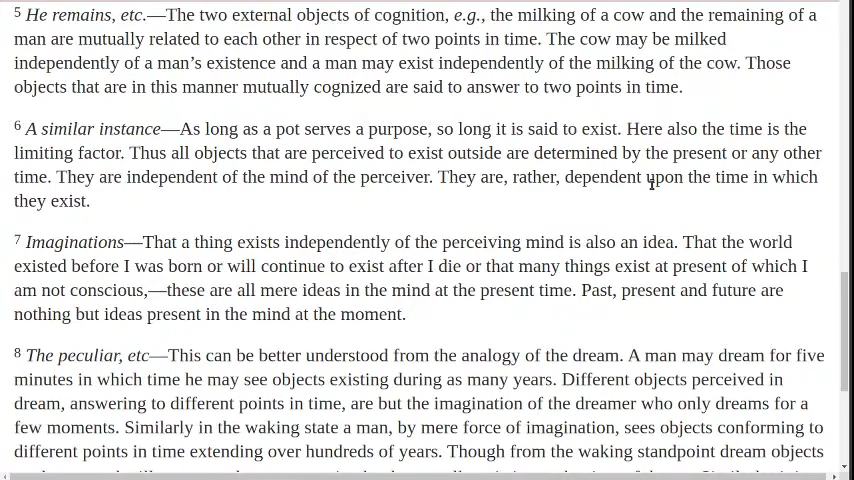 5 He remains, etc.—The two external objects of cognition, e.g., the milking of a cow and the remaining of a
man are mutually related to each other in respect of two points in time. The cow may be milked
independently of a man’s existence and a man may exist independently of the milking of the cow. Those
objects that are in this manner mutually cognized are said to answer to two points in time.
6 A similar instance—As long as a pot serves a purpose, so long it is said to exist. Here also the time is the
limiting factor. Thus all objects that are perceived to exist outside are determined by the present or any other
time. They are independent of the mind of the perceiver. They are, rather, dependent upon the time in which
they exist.
7 Imaginations—That a thing exists independently of the perceiving mind is also an idea. That the world
existed before I was born or will continue to exist after I die or that many things exist at present of which I
am not conscious,—these are all mere ideas in the mind at the present time. Past, present and future are
nothing but ideas present in the mind at the moment.
8 The peculiar, etc—This can be better understood from the analogy of the dream. A man may dream for five
minutes in which time he may see objects existing during as many years. Different objects perceived in
dream, answering to different points in time, are but the imagination of the dreamer who only dreams for a
few moments. Similarly in the waking state a man, by mere force of imagination, sees objects conforming to
different points in time extending over hundreds of years. Though from the waking standpoint dream objects